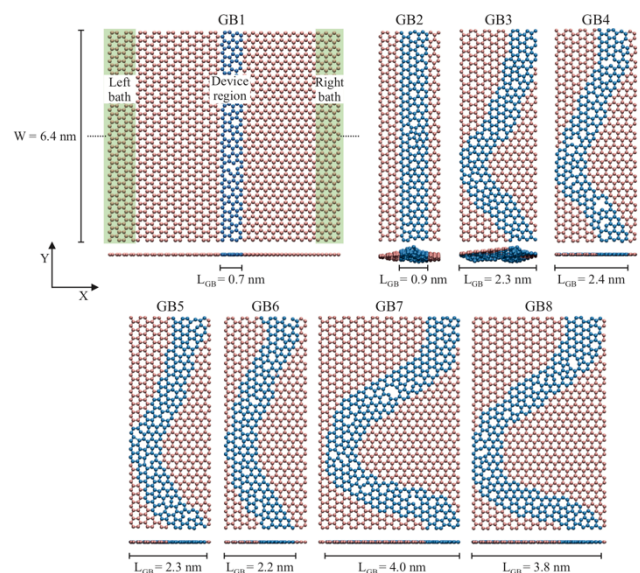 GB1
GB2
GB3
GB4
Left
bath
Device
region
Right
bath
W = 6.4 nm
Y
X
L_GB = 0.7 nm
L_GB = 0.9 nm
L_GB = 2.3 nm
L_GB = 2.4 nm
GB5
GB6
GB7
GB8
L_GB = 2.3 nm
L_GB = 2.2 nm
L_GB = 4.0 nm
L_GB = 3.8 nm